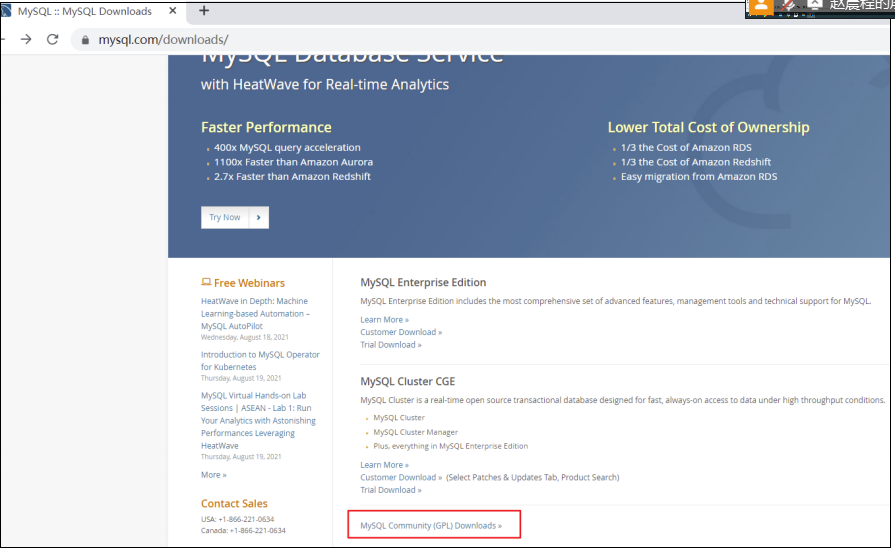 MySQL :: MySQL Downloads
赵晨程的
mysql.com/downloads/
MySQL Database Service
with HeatWave for Real-time Analytics
Faster Performance
400x MySQL query acceleration
1100x Faster than Amazon Aurora
2.7x Faster than Amazon Redshift
Try Now
Lower Total Cost of Ownership
1/3 the Cost of Amazon RDS
1/3 the Cost of Amazon Redshift
Easy migration from Amazon RDS
Free Webinars
HeatWave in Depth: Machine
Learning-based Automation –
MySQL AutoPilot
Wednesday, August 18, 2021
Introduction to MySQL Operator
for Kubernetes
Thursday, August 19, 2021
MySQL Virtual Hands-on Lab
Sessions | ASEAN - Lab 1: Run
Your Analytics with Astonishing
Performances Leveraging
HeatWave
Thursday, August 19, 2021
More »
Contact Sales
USA: +1-866-221-0634
Canada: +1-866-221-0634
MySQL Enterprise Edition
MySQL Enterprise Edition includes the most comprehensive set of advanced features, management tools and technical support for MySQL.
Learn More »
Customer Download »
Trial Download »
MySQL Cluster CGE
MySQL Cluster is a real-time open source transactional database designed for fast, always-on access to data under high throughput conditions.
MySQL Cluster
MySQL Cluster Manager
Plus, everything in MySQL Enterprise Edition
Learn More »
Customer Download » (Select Patches & Updates Tab, Product Search)
Trial Download »
MySQL Community (GPL) Downloads »